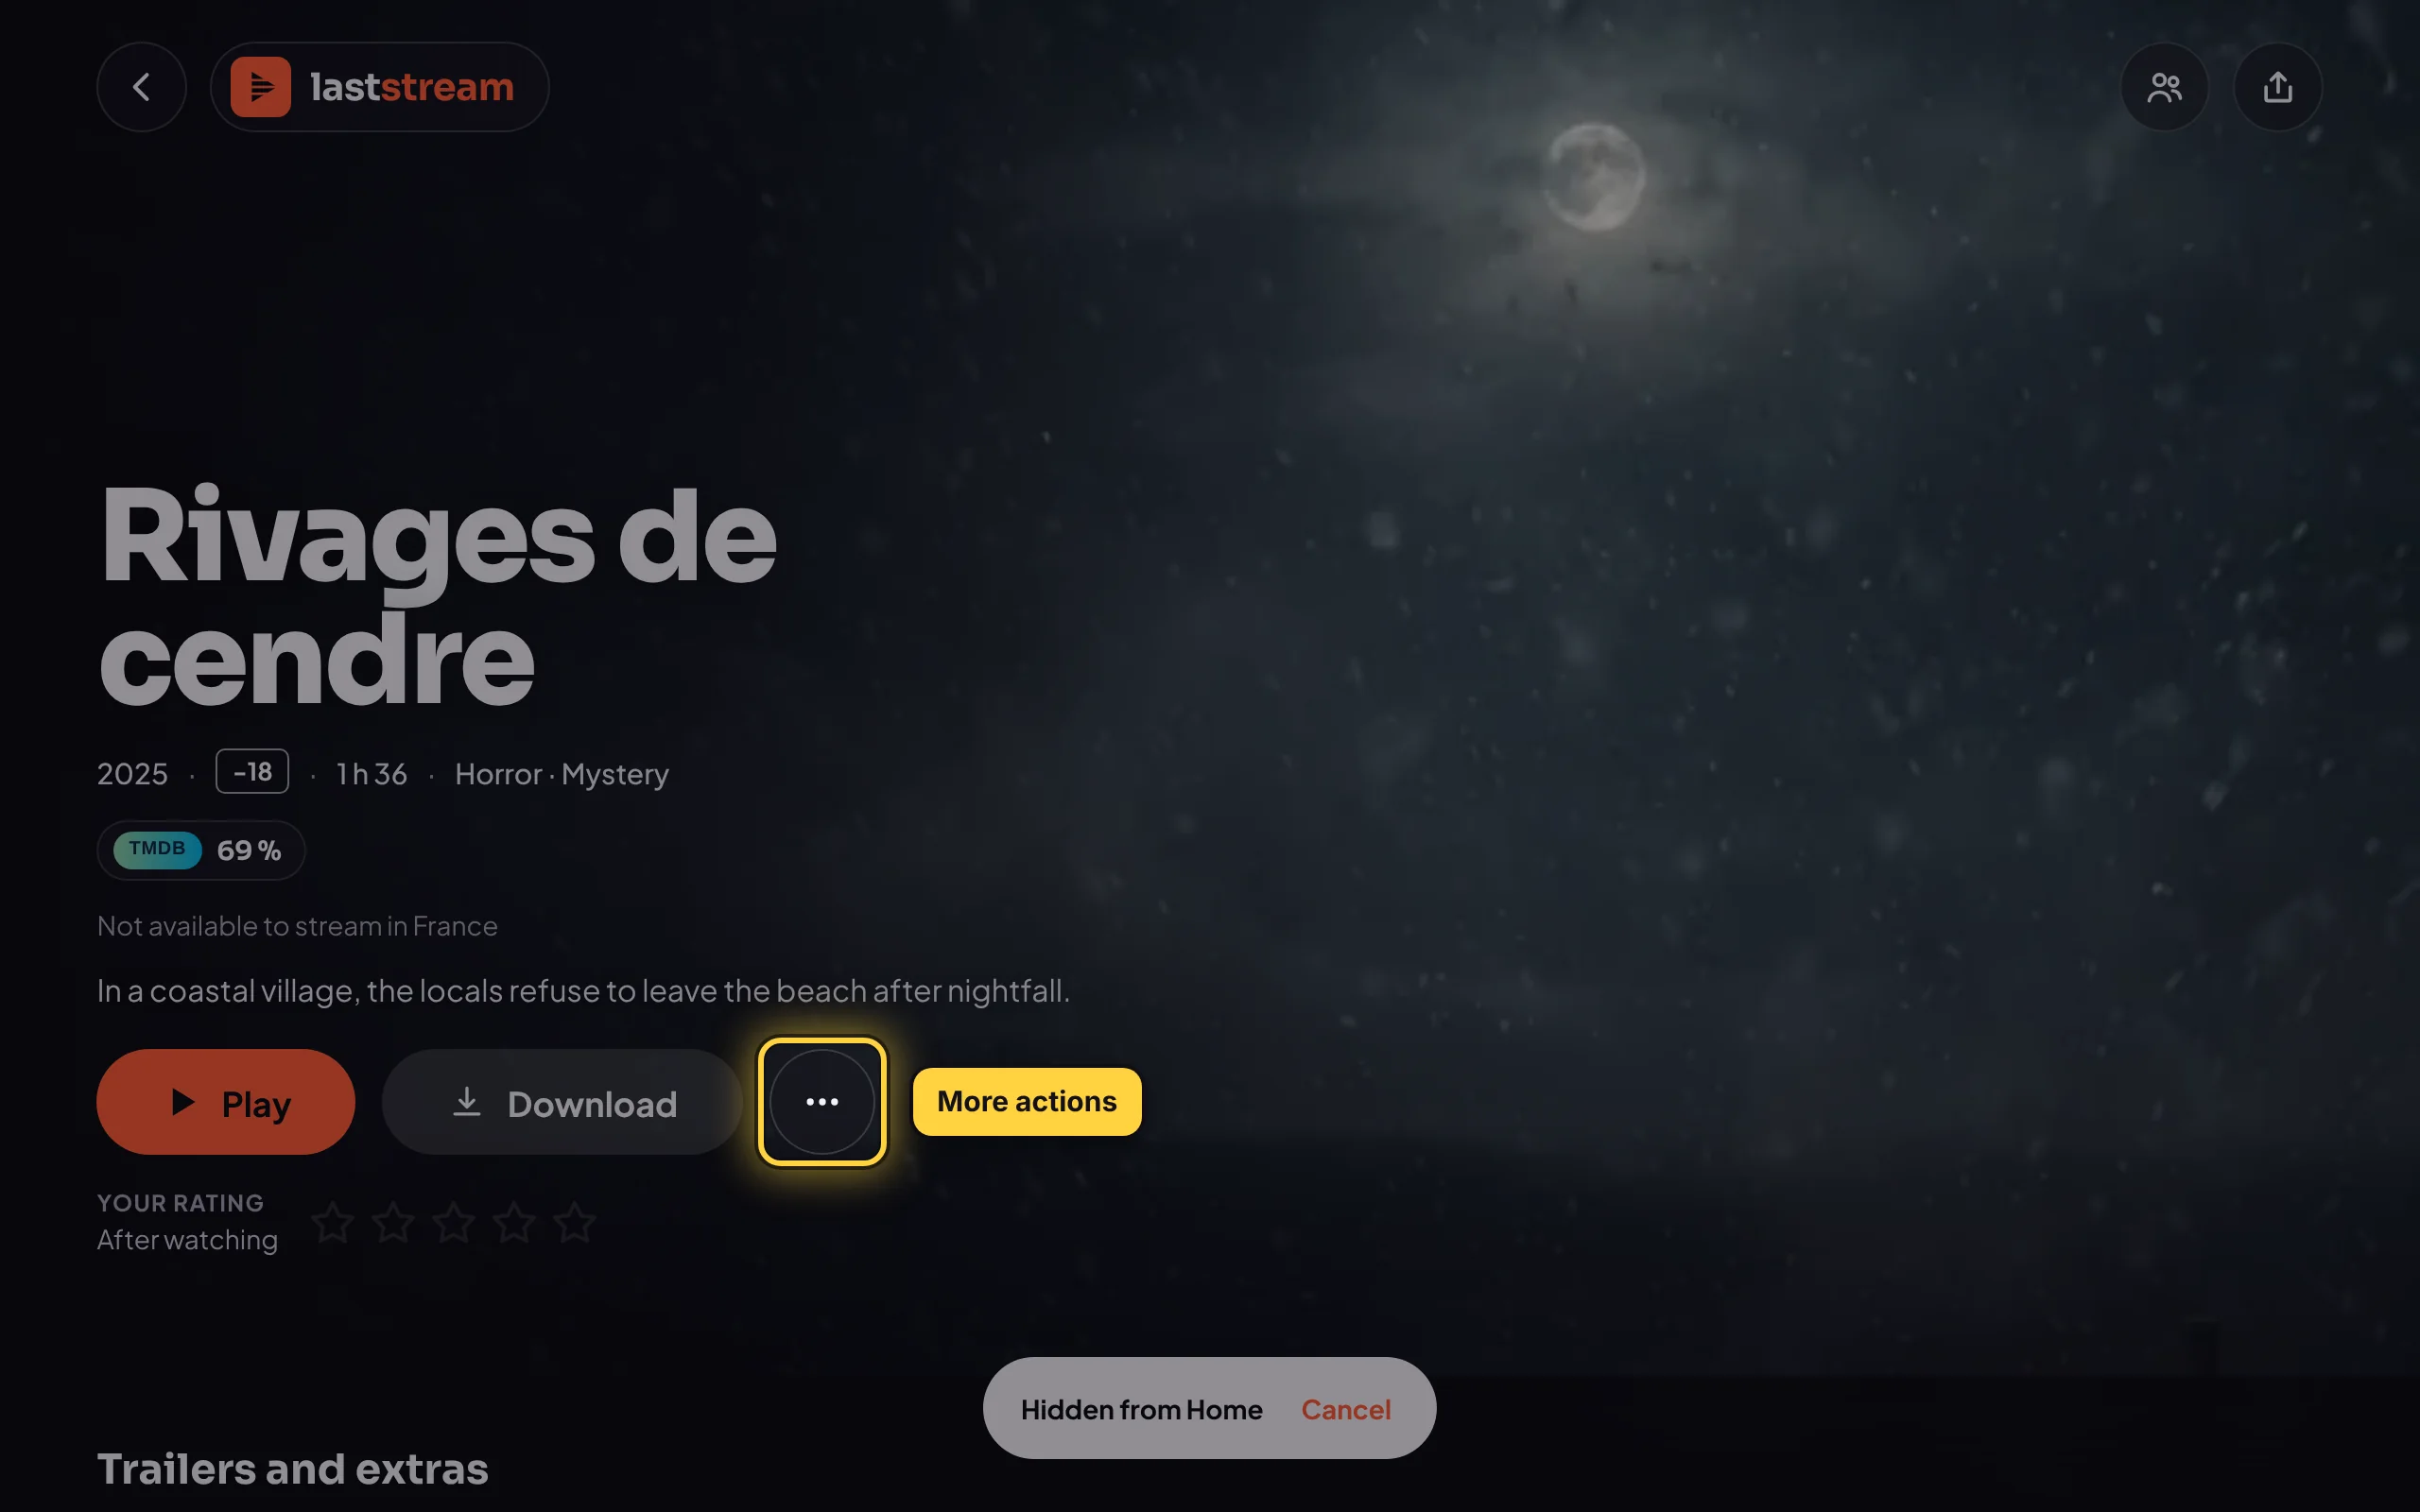 laststream
Rivages de
cendre
2025 · -18 · 1 h 36 · Horror · Mystery
TMDB 69 %
Not available to stream in France
In a coastal village, the locals refuse to leave the beach after nightfall.
Play
Download
More actions
YOUR RATING
After watching
Hidden from Home Cancel
Trailers and extras